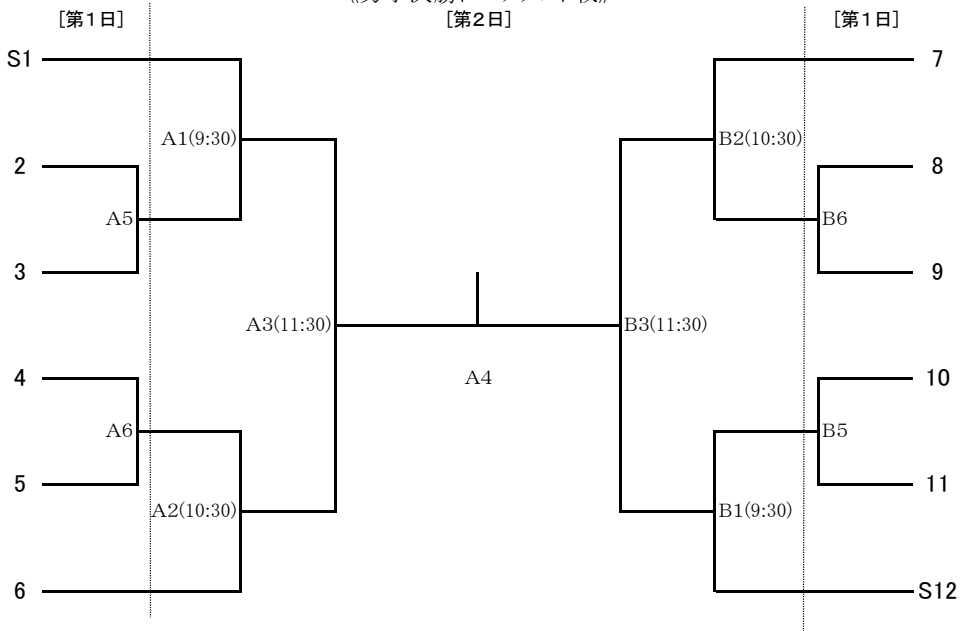 [第1日]
[第2日]
[第1日]
S1
7
A1(9:30)
B2(10:30)
2
8
A5
B6
3
9
A3(11:30)
B3(11:30)
4
A4
10
A6
B5
5
11
A2(10:30)
B1(9:30)
6
S12